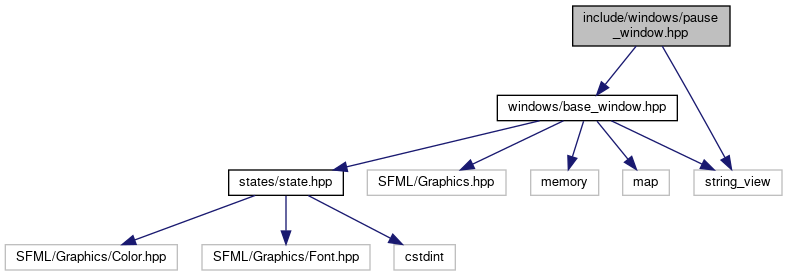 include/windows/pause
_window.hpp
windows/base_window.hpp
states/state.hpp
SFML/Graphics.hpp
memory
map
string_view
SFML/Graphics/Color.hpp
SFML/Graphics/Font.hpp
cstdint